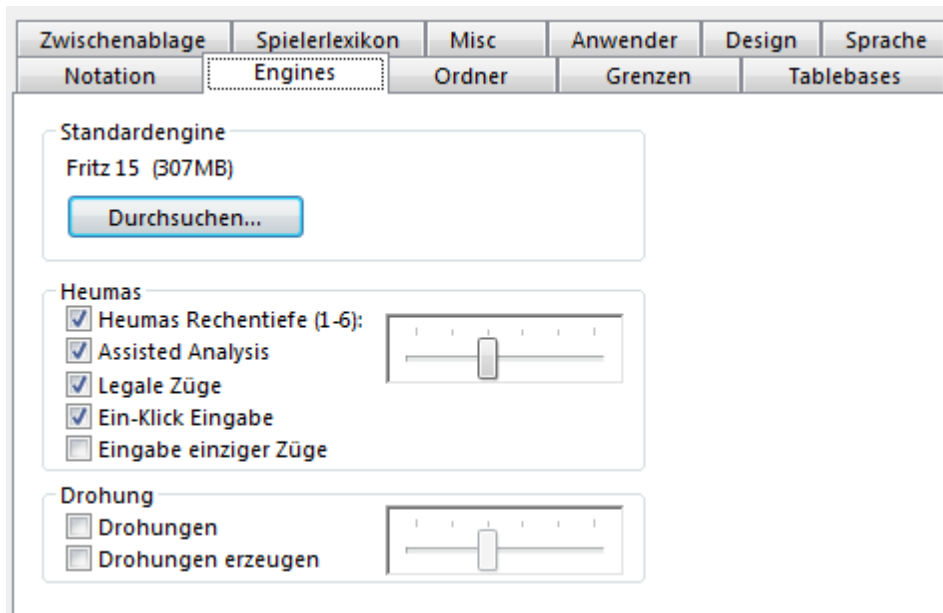 Zwischenablage Spielerlexikon Misc Anwender Design Sprache
Notation Engines Ordner Grenzen Tablebases
Standardengine
Fritz 15 (307MB)
Durchsuchen...
Heumas
Heumas Rechentiefe (1-6):
Assisted Analysis
Legale Züge
Ein-Klick Eingabe
Eingabe einziger Züge
Drohung
Drohungen
Drohungen erzeugen